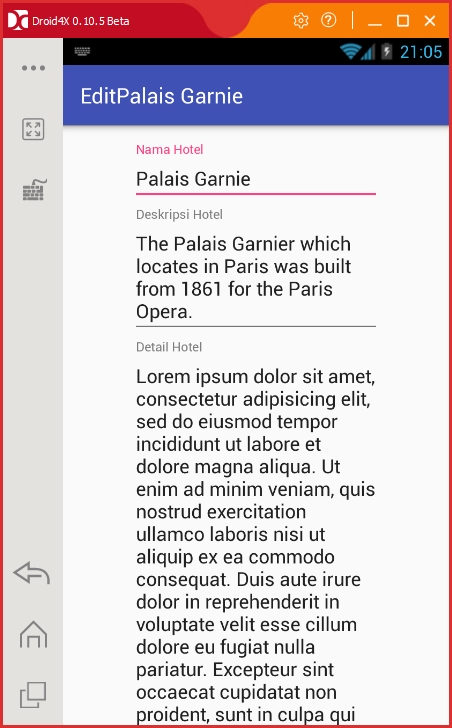 Droid4X 0.10.5 Beta
21:05
EditPalais Garnie
Nama Hotel
Palais Garnie
Deskripsi Hotel
The Palais Garnier which
locates in Paris was built
from 1861 for the Paris
Opera.
Detail Hotel
Lorem ipsum dolor sit amet,
consectetur adipisicing elit,
sed do eiusmod tempor
incididunt ut labore et
dolore magna aliqua. Ut
enim ad minim veniam, quis
nostrud exercitation
ullamco laboris nisi ut
aliquip ex ea commodo
consequat. Duis aute irure
dolor in reprehenderit in
voluptate velit esse cillum
dolore eu fugiat nulla
pariatur. Excepteur sint
occaecat cupidatat non
proident, sunt in culpa qui